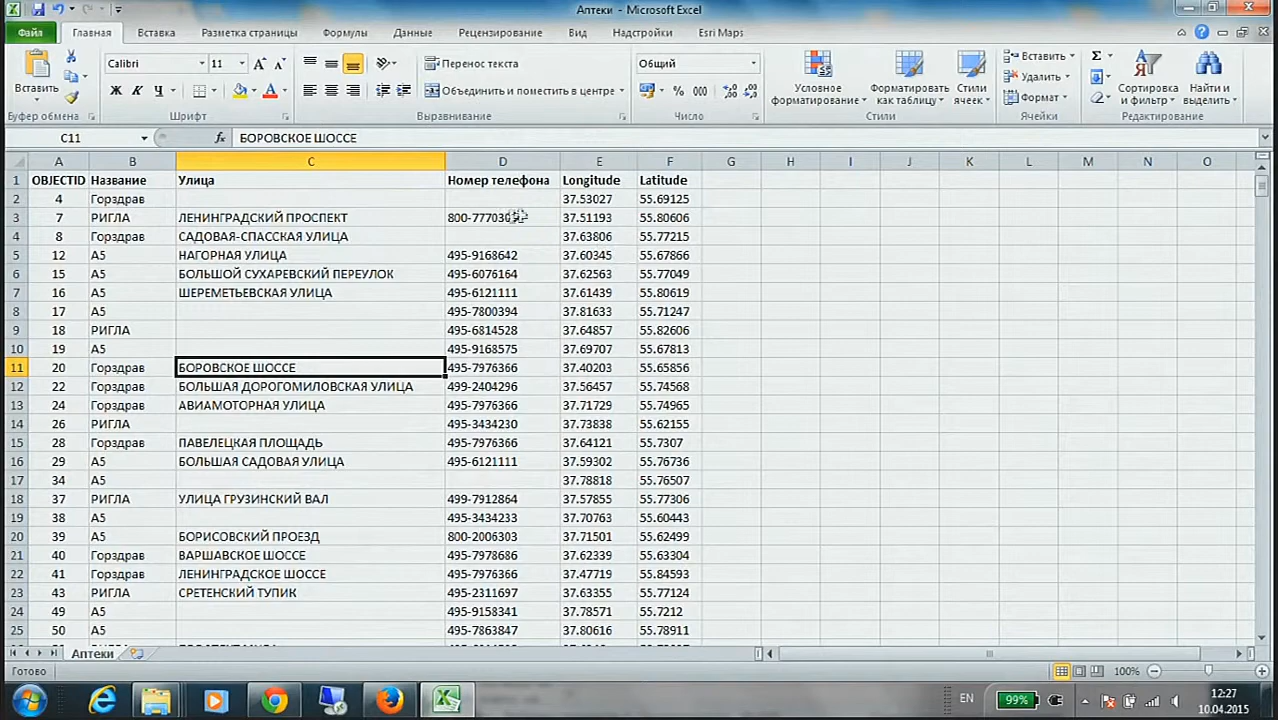 Аптеки - Microsoft Excel
Файл Главная Вставка Разметка страницы Формулы Данные Рецензирование Вид Надстройки Esri Maps
Вставить
Буфер обмена
Calibri 11
Ж К Ч
Шрифт
Перенос текста
Объединить и поместить в центре
Выравнивание
Общий
% 000
Число
Условное форматирование
Форматировать как таблицу
Стили ячеек
Стили
Вставить
Удалить
Формат
Ячейки
Σ
Сортировка и фильтр
Найти и выделить
Редактирование
C11 fx БОРОВСКОЕ ШОССЕ
A B C D E F G H I J K L M N O
1 OBJECTID Название Улица Номер телефона Longitude Latitude
2 4 Горздрав 37.53027 55.69125
3 7 РИГЛА ЛЕНИНГРАДСКИЙ ПРОСПЕКТ 37.51193 55.80606
4 8 Горздрав САДОВАЯ-СПАССКАЯ УЛИЦА 37.63806 55.77215
5 12 А5 НАГОРНАЯ УЛИЦА 495-9168642 37.60345 55.67866
6 15 А5 БОЛЬШОЙ СУХАРЕВСКИЙ ПЕРЕУЛОК 495-6076164 37.62563 55.77049
7 16 А5 ШЕРЕМЕТЬЕВСКАЯ УЛИЦА 495-6121111 37.61439 55.80619
8 17 А5 495-7800394 37.81633 55.71247
9 18 РИГЛА 495-6814528 37.64857 55.82606
10 19 А5 495-9168575 37.69707 55.67813
11 20 Горздрав БОРОВСКОЕ ШОССЕ 495-7976366 37.40203 55.65856
12 22 Горздрав БОЛЬШАЯ ДОРОГОМИЛОВСКАЯ УЛИЦА 499-2404296 37.56457 55.74568
13 24 Горздрав АВИАМОТОРНАЯ УЛИЦА 495-7976366 37.71729 55.74965
14 26 РИГЛА 495-3434230 37.73838 55.62155
15 28 Горздрав ПАВЕЛЕЦКАЯ ПЛОЩАДЬ 495-7976366 37.64121 55.7307
16 29 А5 БОЛЬШАЯ САДОВАЯ УЛИЦА 495-6121111 37.59302 55.76736
17 34 А5 37.78818 55.76507
18 37 РИГЛА УЛИЦА ГРУЗИНСКИЙ ВАЛ 499-7912864 37.57855 55.77306
19 38 А5 495-3434233 37.70763 55.60443
20 39 А5 БОРИСОВСКИЙ ПРОЕЗД 800-2006303 37.71501 55.62499
21 40 Горздрав ВАРШАВСКОЕ ШОССЕ 495-7978686 37.62339 55.63304
22 41 Горздрав ЛЕНИНГРАДСКОЕ ШОССЕ 495-7976366 37.47719 55.84593
23 43 РИГЛА СРЕТЕНСКИЙ ТУПИК 495-2311697 37.63355 55.77124
24 49 А5 495-9158341 37.78571 55.7212
25 50 А5 495-7863847 37.80616 55.78911
Аптеки
Готово 100%
EN 99% 12:27
10.04.2015